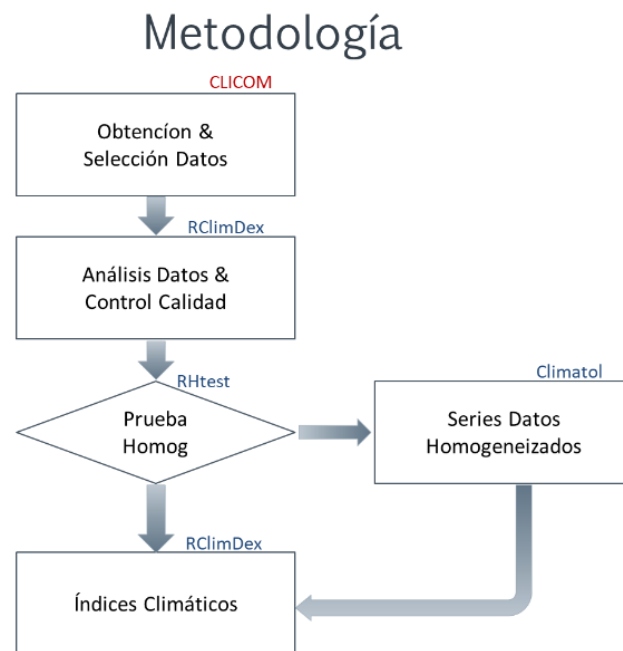 Metodología
CLICOM
Obtencíon &
Selección Datos
RClimDex
Análisis Datos &
Control Calidad
RHtest
Prueba
Homog
Climatol
Series Datos
Homogeneizados
RClimDex
Índices Climáticos